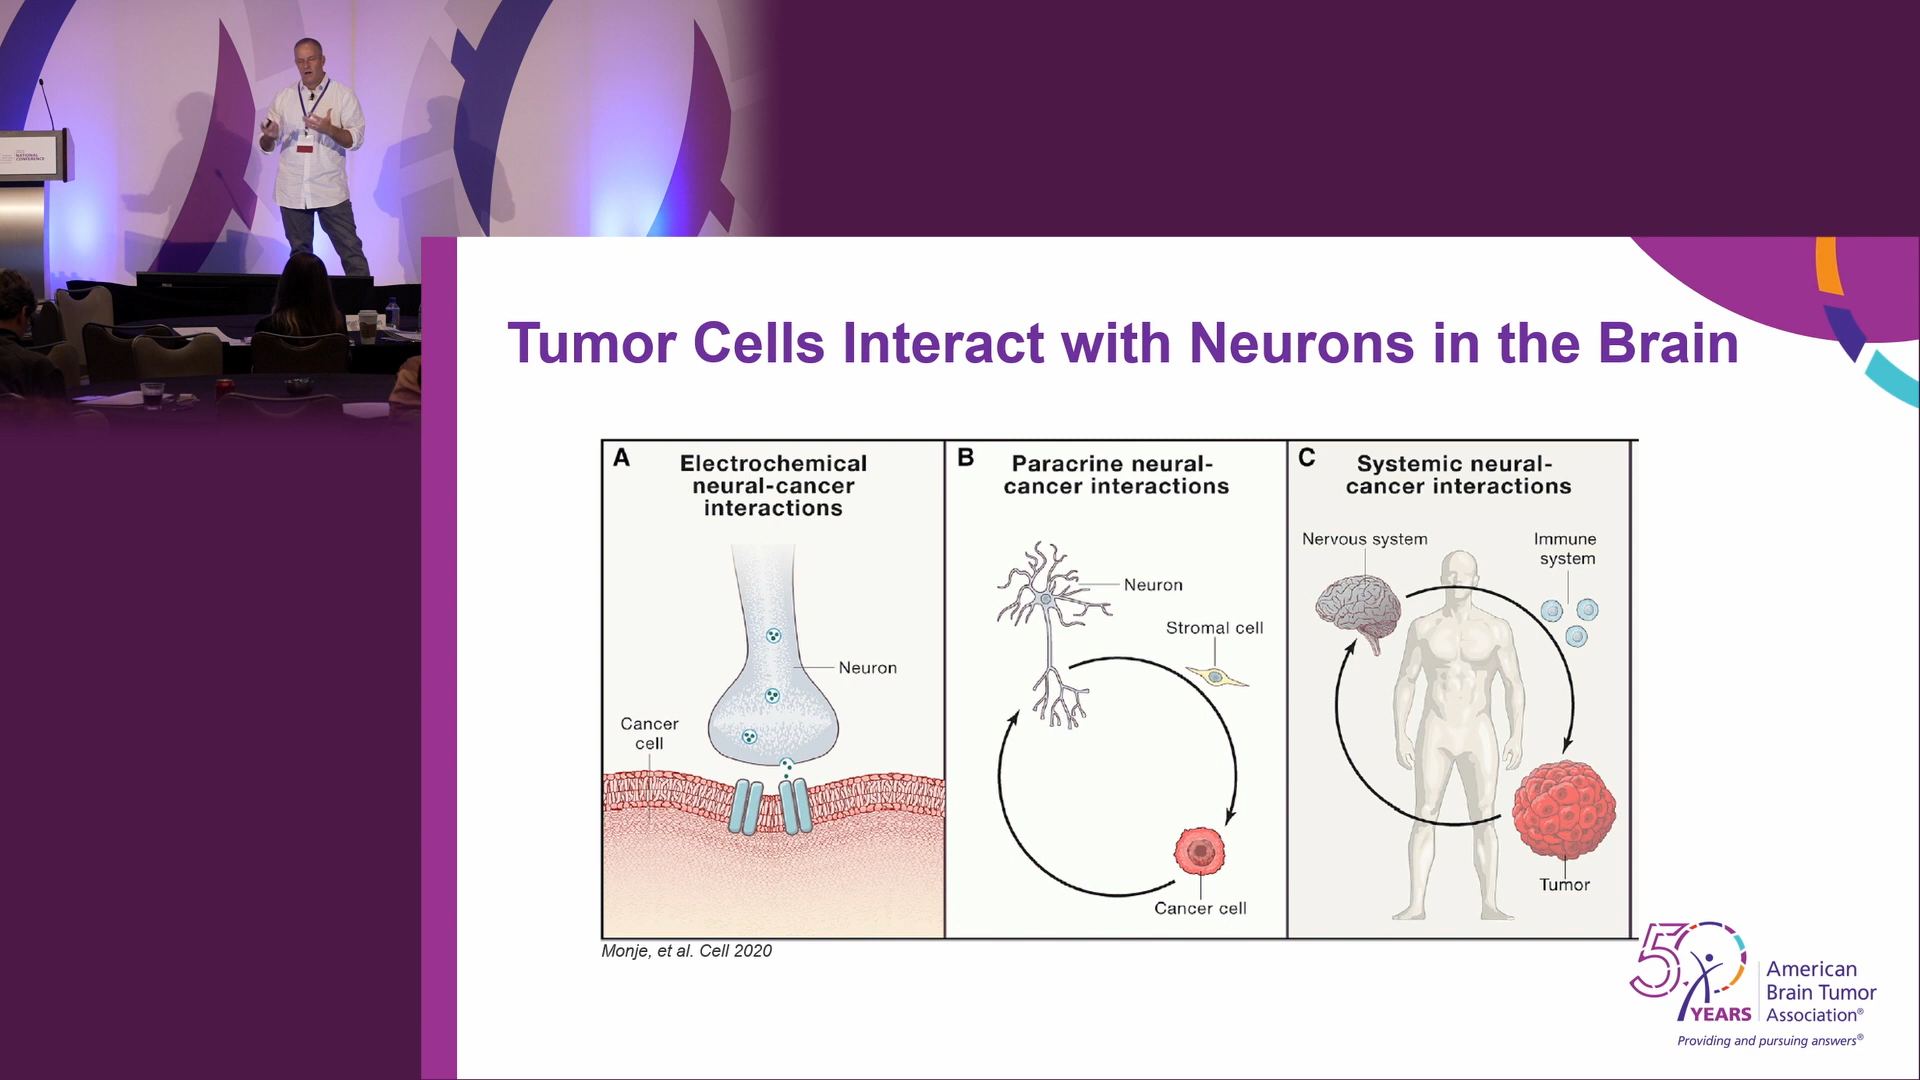 NATIONAL
CONFERENCE
Tumor Cells Interact with Neurons in the Brain
A
Electrochemical
neural-cancer
interactions
Neuron
Cancer
cell
B
Paracrine neural-
cancer interactions
Neuron
Stromal cell
Cancer cell
C
Systemic neural-
cancer interactions
Nervous system
Immune
system
Tumor
Monje, et al. Cell 2020
50
YEARS
American
Brain Tumor
Association®
Providing and pursuing answers®